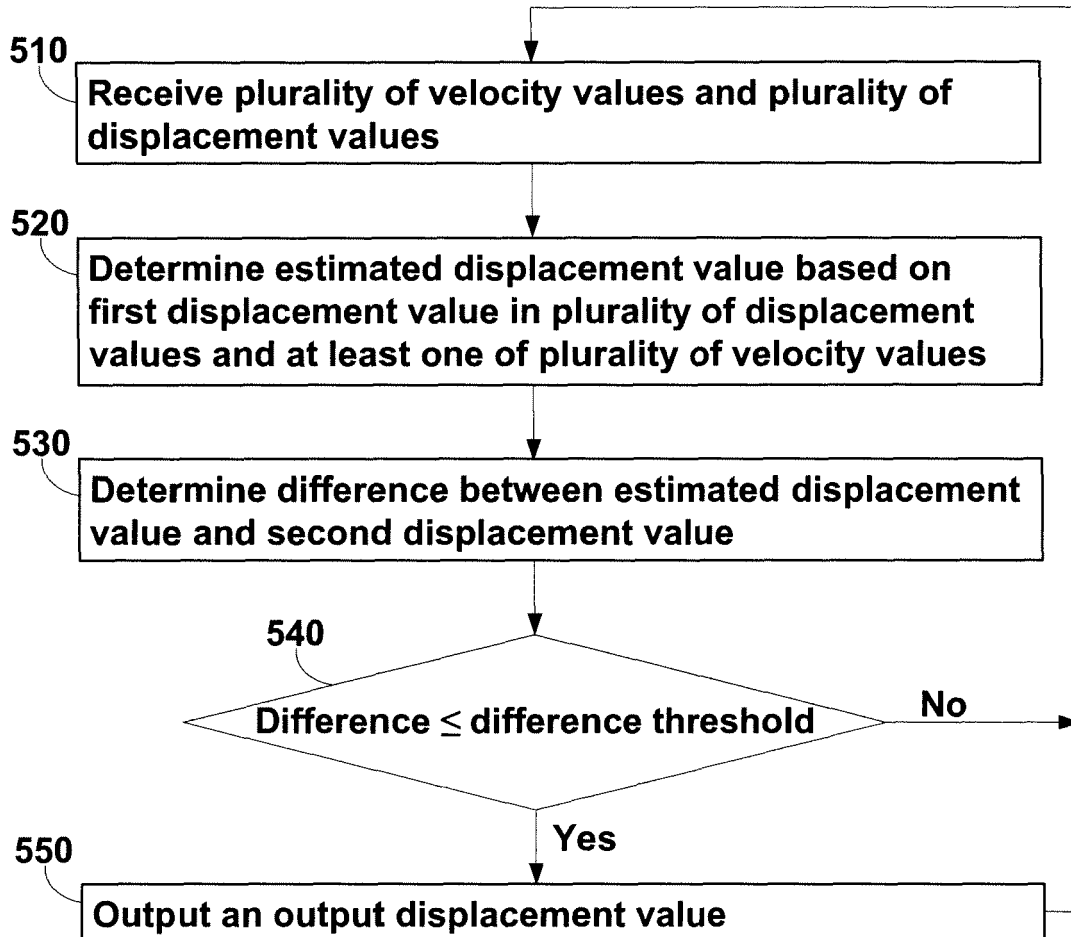 510
Receive plurality of velocity values and plurality of
displacement values
520
Determine estimated displacement value based on
first displacement value in plurality of displacement
values and at least one of plurality of velocity values
530
Determine difference between estimated displacement
value and second displacement value
540
Difference ≤ difference threshold
No
Yes
550
Output an output displacement value